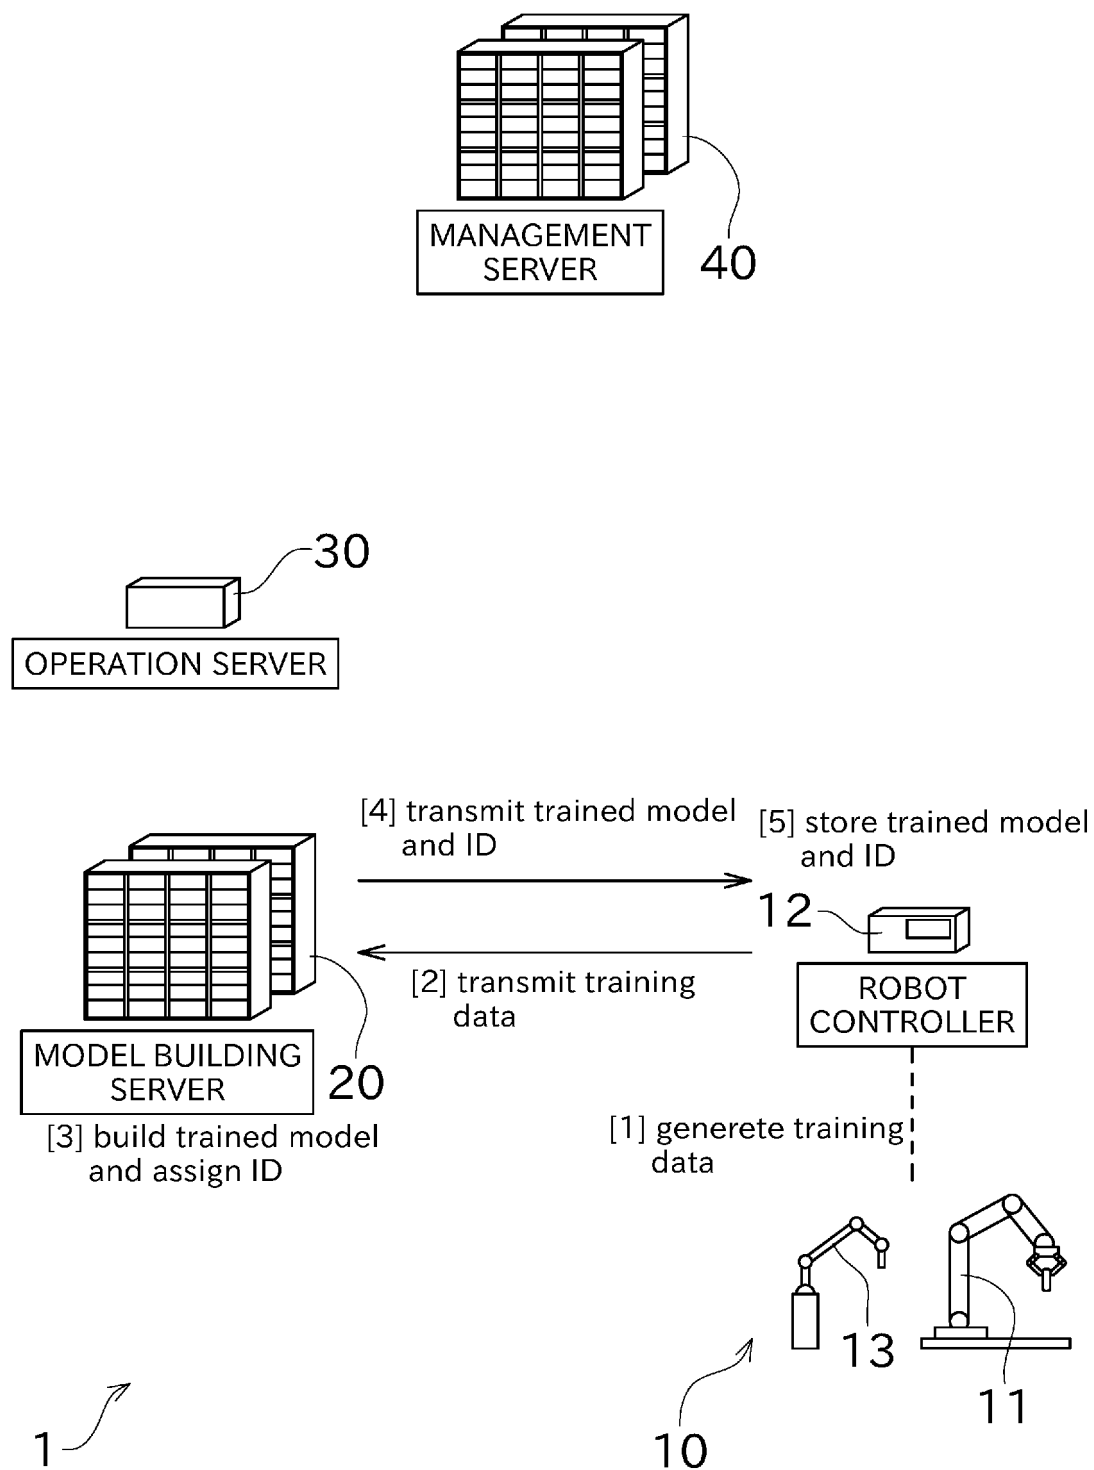 MANAGEMENT
SERVER
40
30
OPERATION SERVER
[4] transmit trained model
and ID
[5] store trained model
and ID
12
[2] transmit training
data
ROBOT
CONTROLLER
MODEL BUILDING
SERVER
20
[3] build trained model
and assign ID
[1] generete training
data
13
11
10
1